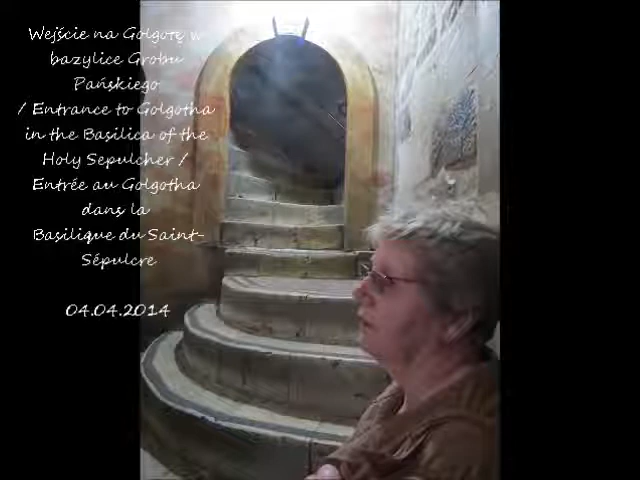 Wejście na Golgotę w
bazylice Grobu
Pańskiego
/ Entrance to Golgotha
in the Basilica of the
Holy Sepulcher /
Entrée au Golgotha
dans la
Basilique du Saint-
Sépulcre
04.04.2014